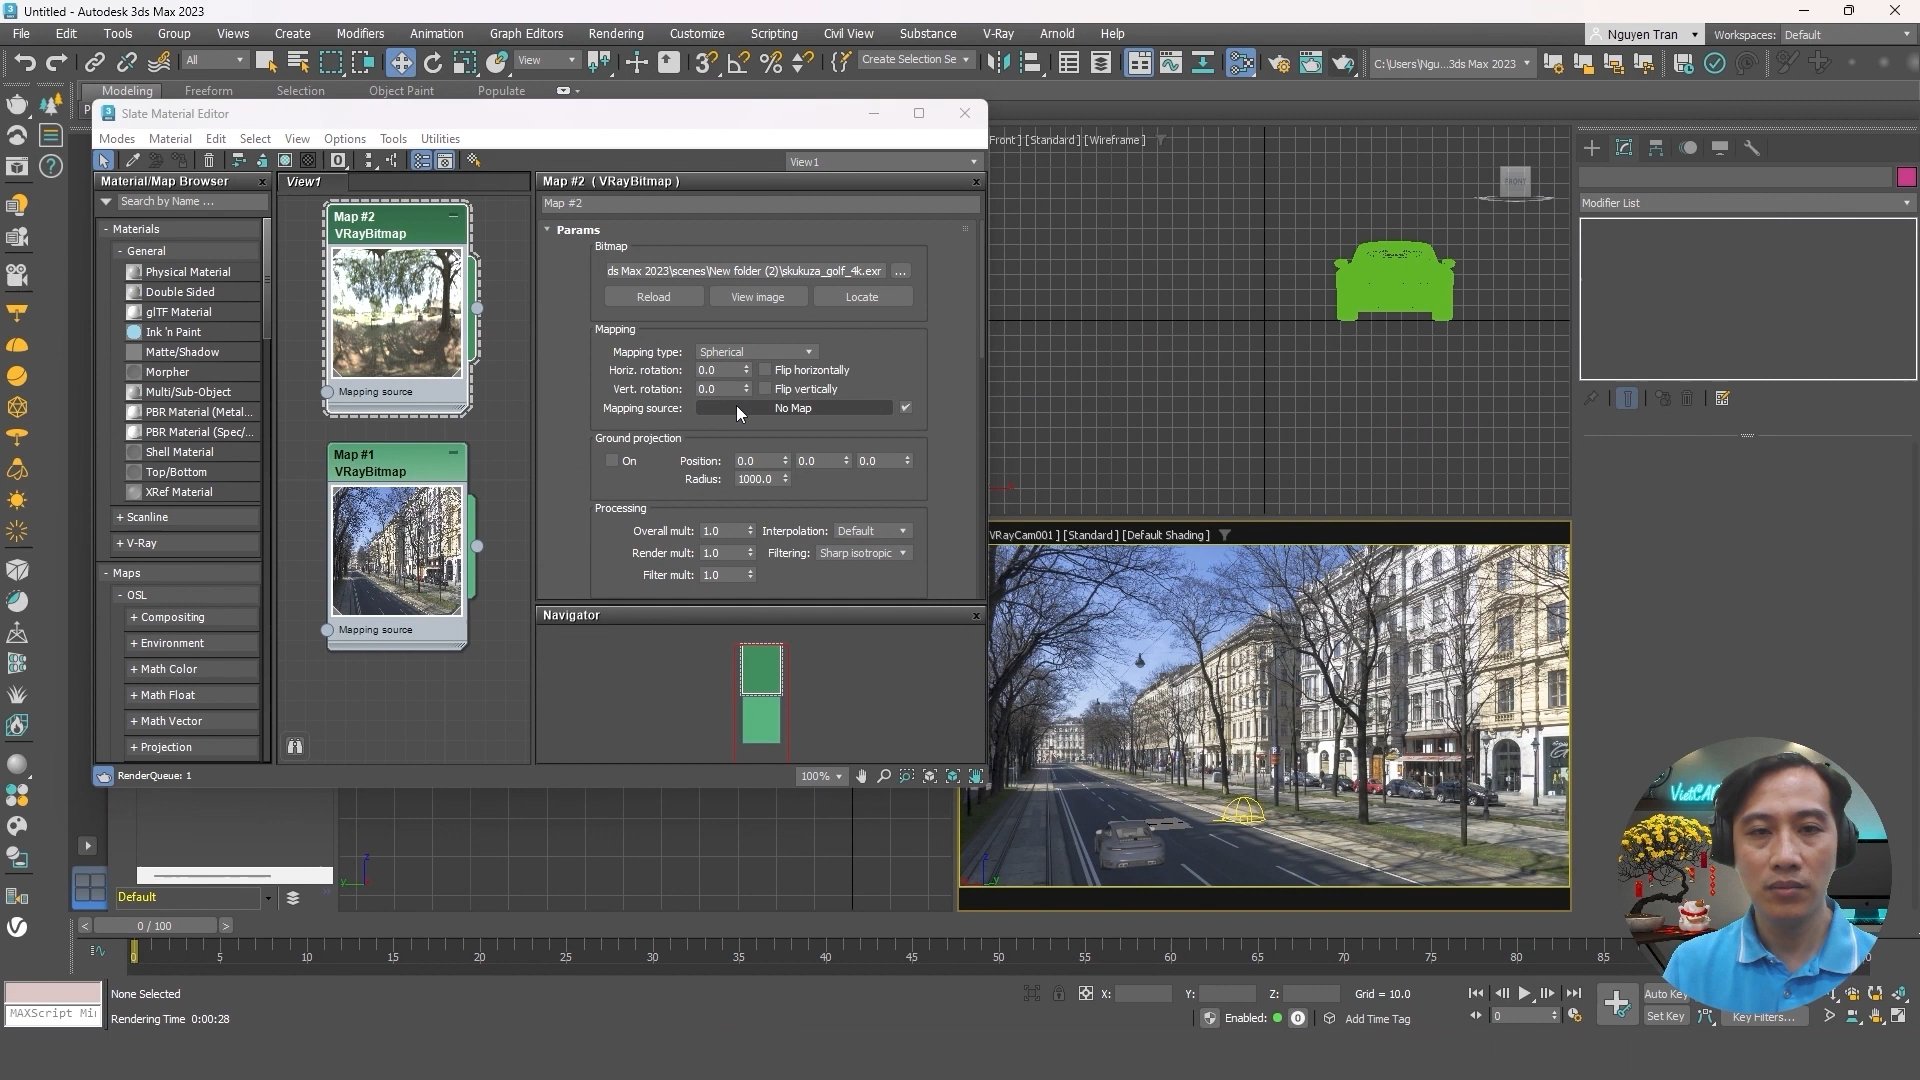 Untitled - Autodesk 3ds Max 2023
File Edit Tools Group Views Create Modifiers Animation Graph Editors Rendering Customize Scripting Civil View Substance V-Ray Arnold Help
Nguyen Tran Workspaces: Default
All View Create Selection Se C:\Users\Ngu...3ds Max 2023
Modeling Freeform Selection Object Paint Populate
Slate Material Editor
Modes Material Edit Select View Options Tools Utilities
View1
Material/Map Browser
Search by Name ...
- Materials
- General
Physical Material
Double Sided
glTF Material
Ink 'n Paint
Matte/Shadow
Morpher
Multi/Sub-Object
PBR Material (Metal...
PBR Material (Spec/...
Shell Material
Top/Bottom
XRef Material
+ Scanline
+ V-Ray
- Maps
- OSL
+ Compositing
+ Environment
+ Math Color
+ Math Float
+ Math Vector
+ Projection
RenderQueue: 1
View1
Map #2
VRayBitmap
Mapping source
Map #1
VRayBitmap
Mapping source
Map #2 ( VRayBitmap )
Map #2
Params
Bitmap
ds Max 2023\scenes\New folder (2)\skukuza_golf_4k.exr ...
Reload View image Locate
Mapping
Mapping type: Spherical
Horiz. rotation: 0.0 Flip horizontally
Vert. rotation: 0.0 Flip vertically
Mapping source: No Map
Ground projection
On Position: 0.0 0.0 0.0
Radius: 1000.0
Processing
Overall mult: 1.0 Interpolation: Default
Render mult: 1.0 Filtering: Sharp isotropic
Filter mult: 1.0
Navigator
100%
Front ] [Standard ] [Wireframe ]
FRONT
VRayCam001 ] [Standard ] [Default Shading ]
Modifier List
Default
0 / 100
0 5 10 15 20 25 30 35 40 45 50 55 60 65 70 75 80 85
None Selected
MAXScript Mi
Rendering Time 0:00:28
X: Y: Z: Grid = 10.0
Enabled: 0 Add Time Tag
0
Auto Key
Set Key Key Filters...